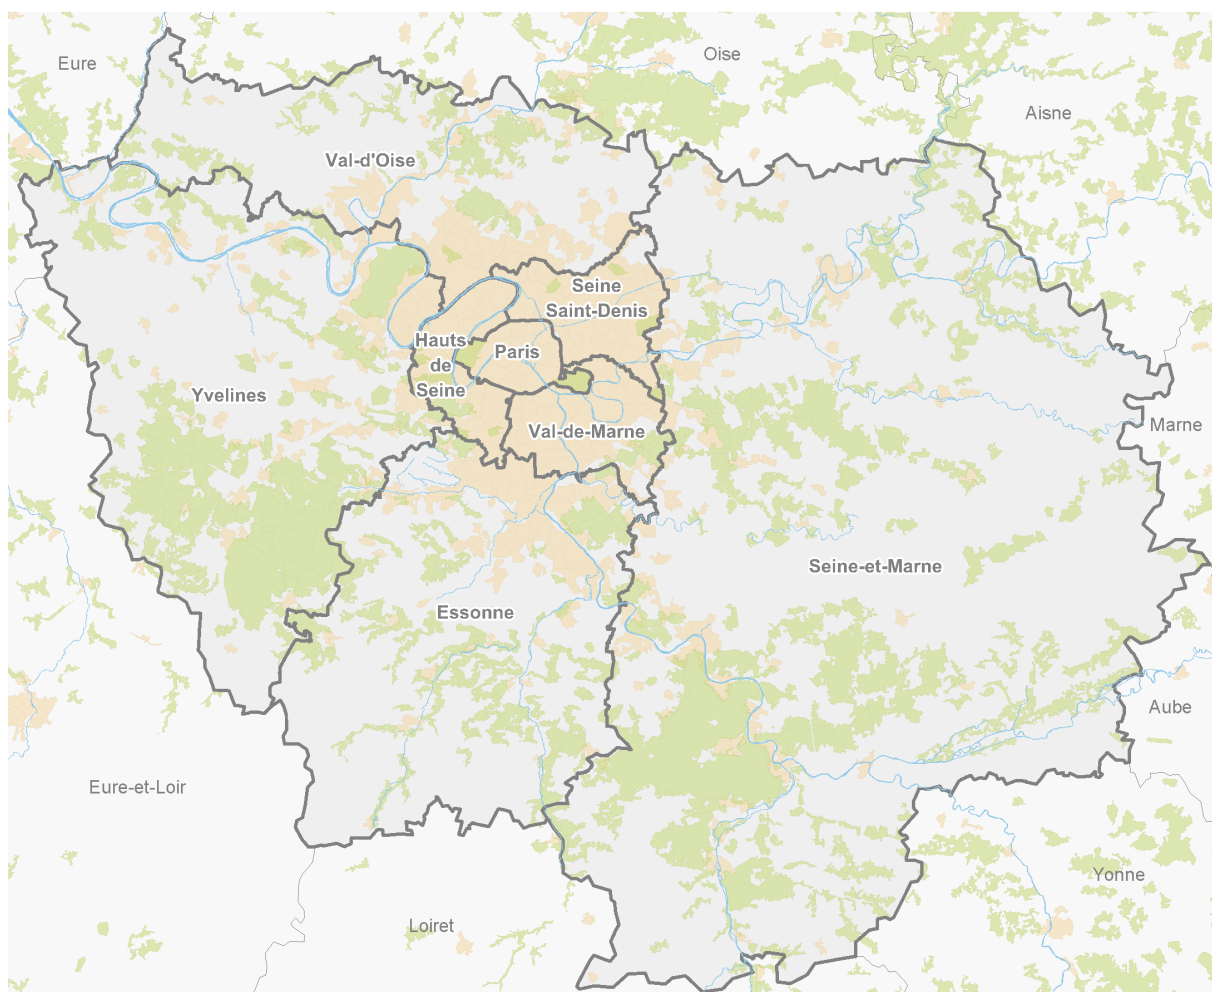 Eure
Oise
Aisne
Val-d'Oise
Seine
Saint-Denis
Hauts
de
Seine
Paris
Yvelines
Val-de-Marne
Marne
Seine-et-Marne
Essonne
Aube
Eure-et-Loir
Yonne
Loiret